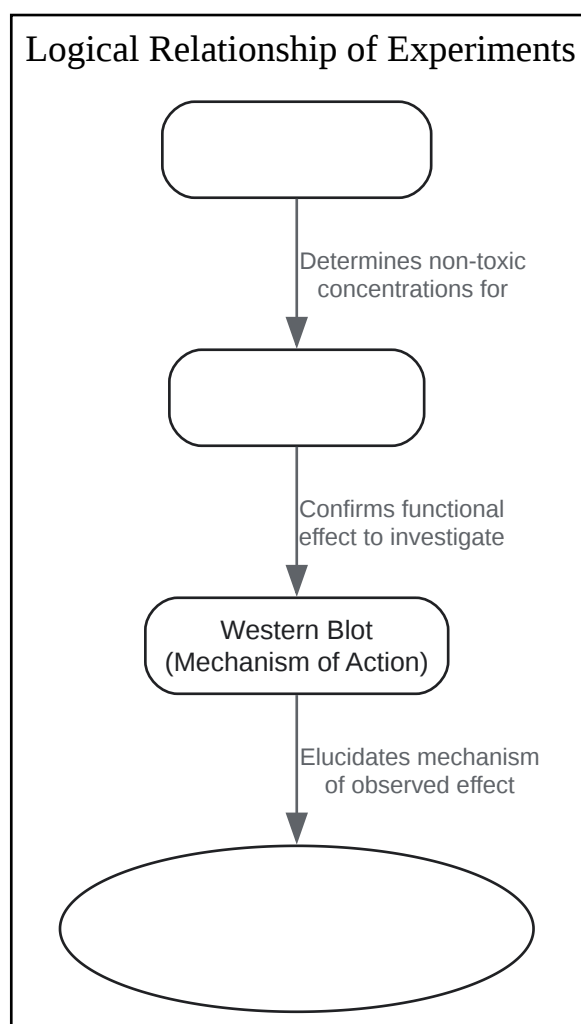 Logical Relationship of Experiments
Determines non-toxic
concentrations for
Confirms functional
effect to investigate
Western Blot
(Mechanism of Action)
Elucidates mechanism
of observed effect